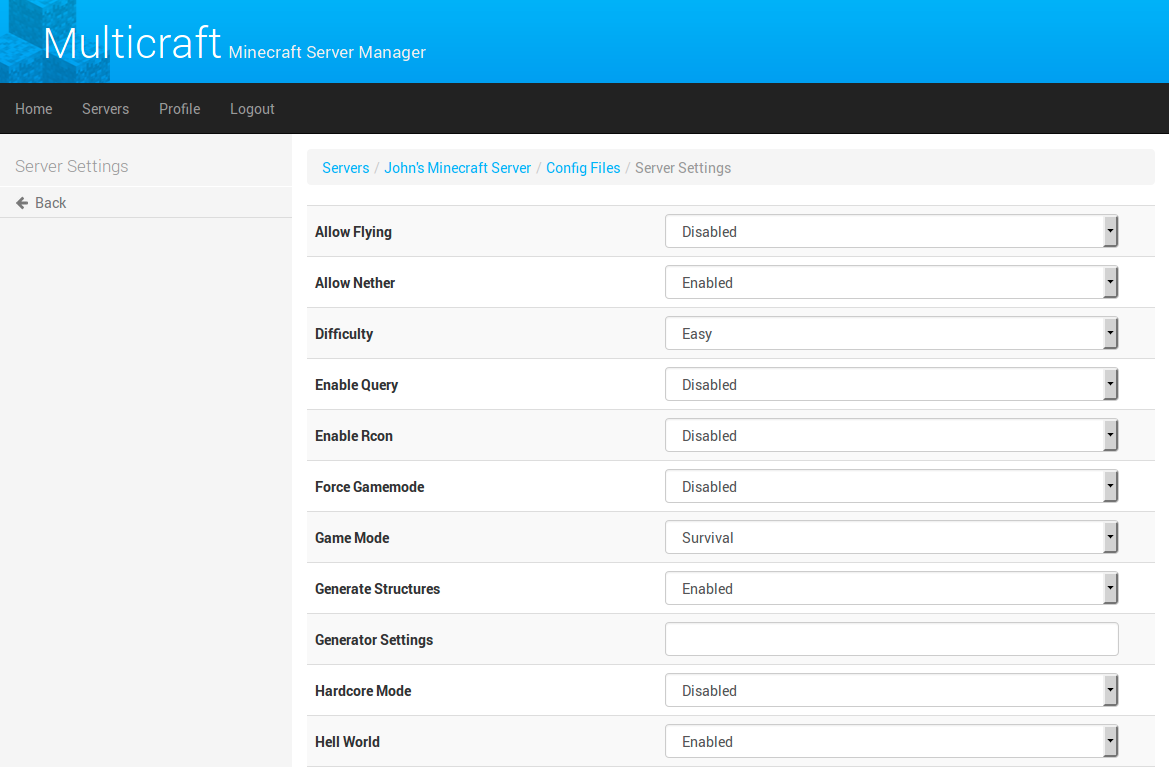 Multicraft Minecraft Server Manager
Home Servers Profile Logout
Server Settings
Back
Servers / John's Minecraft Server / Config Files / Server Settings
Allow Flying Disabled
Allow Nether Enabled
Difficulty Easy
Enable Query Disabled
Enable Rcon Disabled
Force Gamemode Disabled
Game Mode Survival
Generate Structures Enabled
Generator Settings
Hardcore Mode Disabled
Hell World Enabled